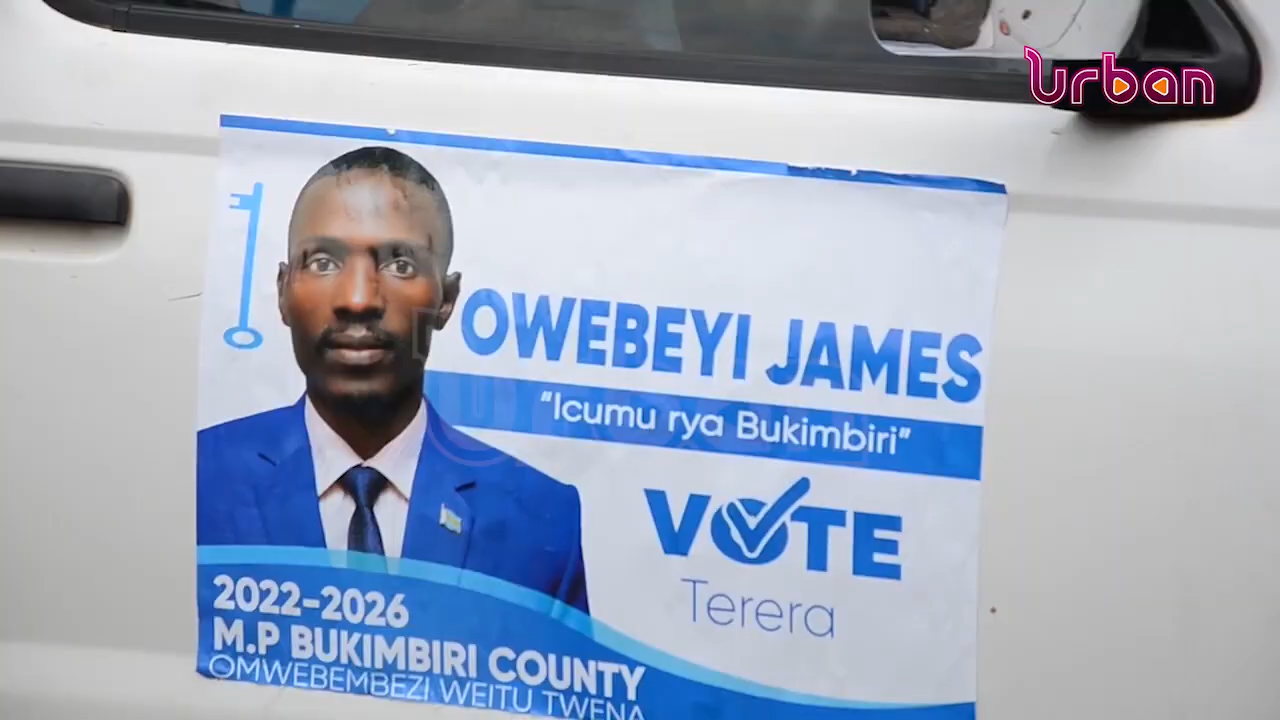 Urban
OWEBEYI JAMES
“Icumu rya Bukimbiri”
VOTE
Terera
2022-2026
M.P BUKIMBIRI COUNTY
OMWEBEMBEZI WEITU TWENA